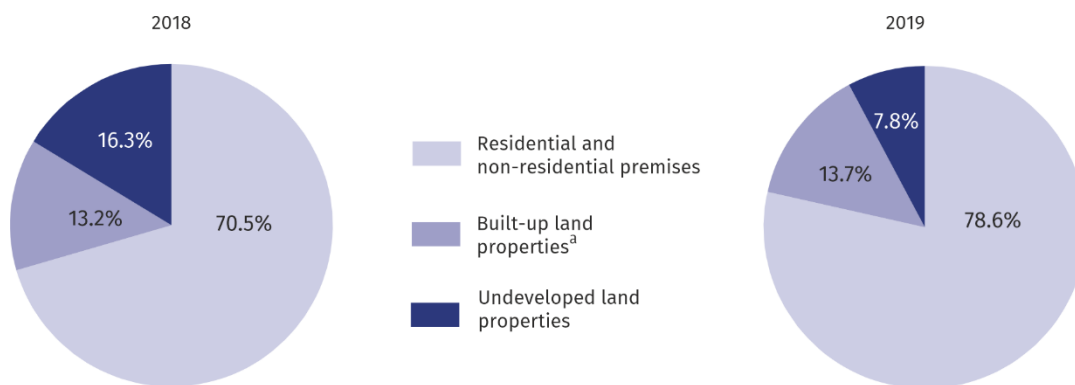 2018
2019
16.3%
13.2%
70.5%
Residential and
non-residential premises
Built-up land
propertiesᵃ
Undeveloped land
properties
7.8%
13.7%
78.6%